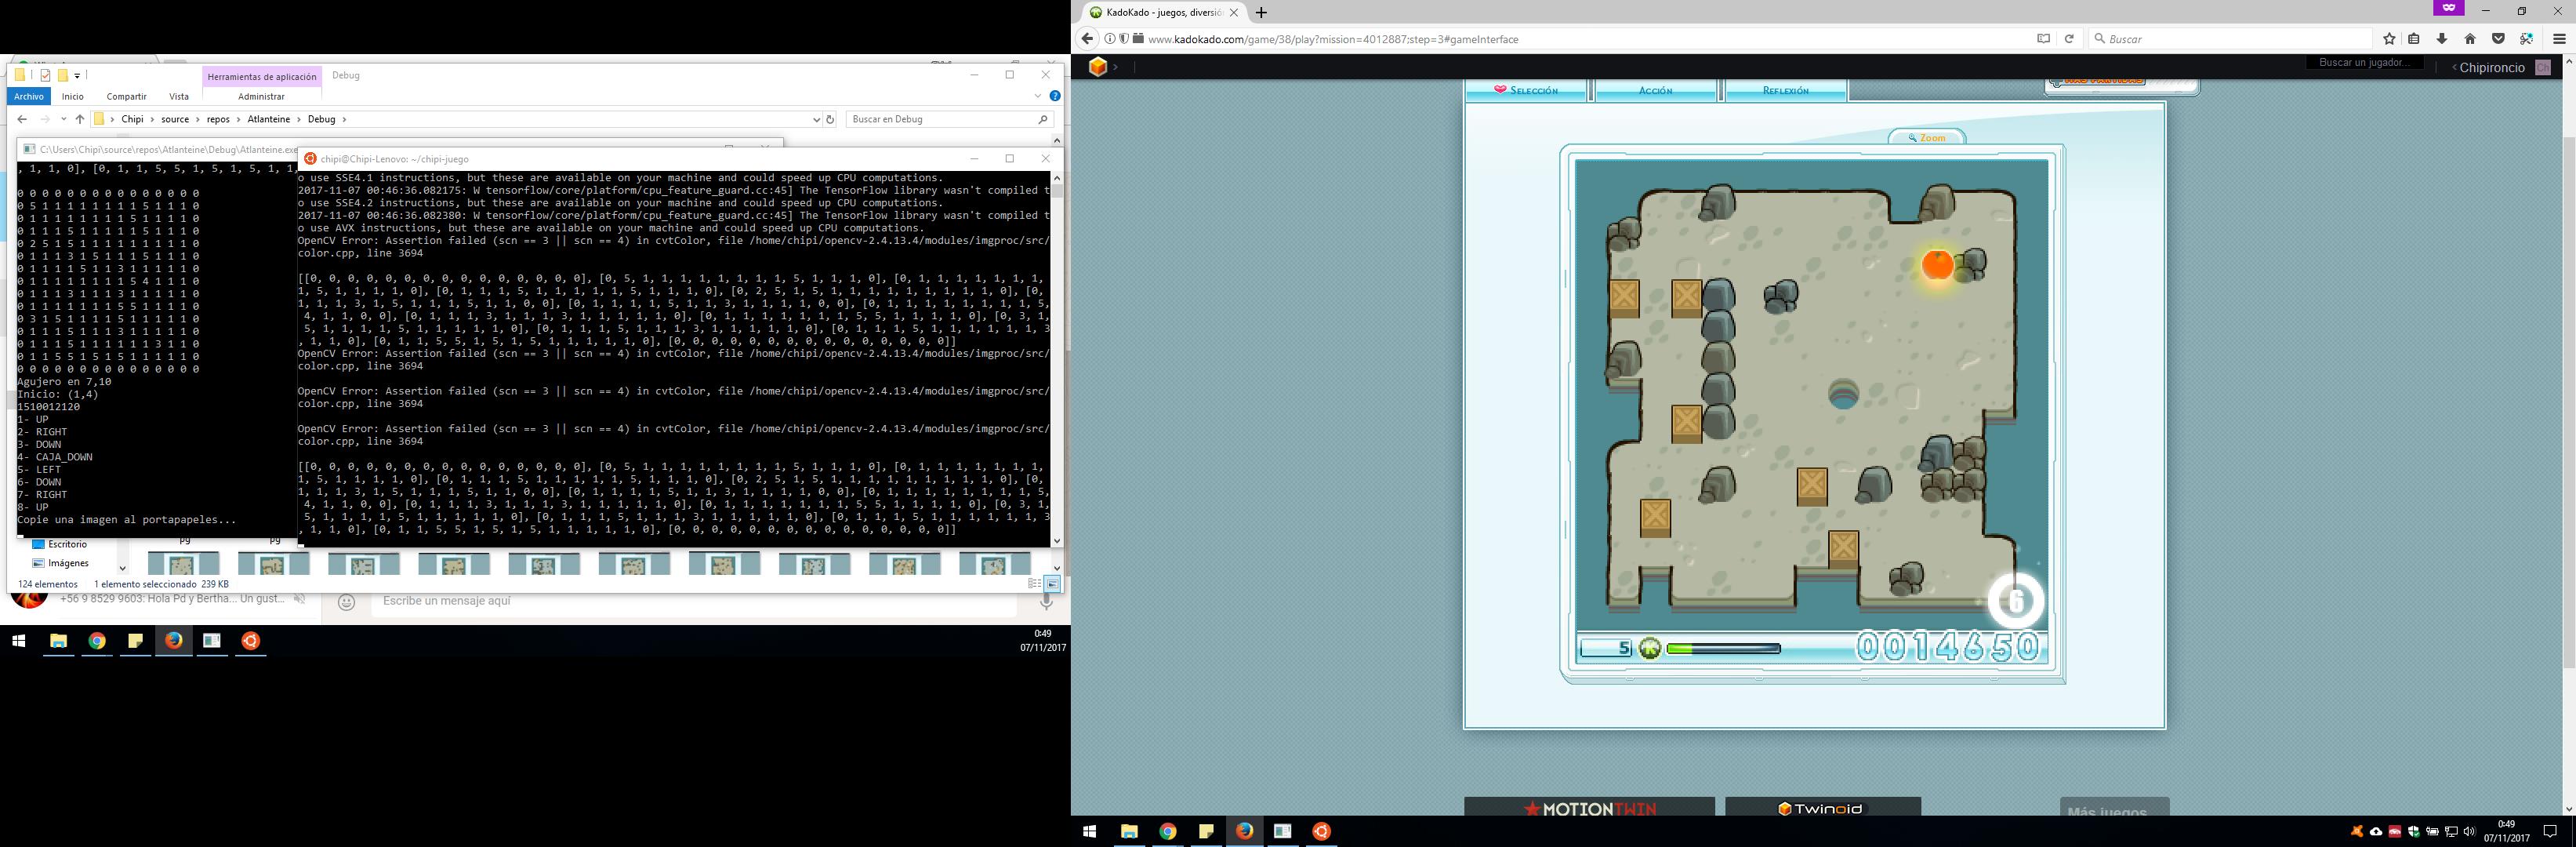 Herramientas de aplicación
Debug
Archivo
Inicio
Compartir
Vista
Administrar
Chipi > source > repos > Atlanteine > Debug >
Buscar en Debug
C:\Users\Chipi\source\repos\Atlanteine\Debug\Atlanteine.exe
, 1, 1, 0], [0, 1, 1, 5, 5, 1, 5, 1, 5, 1, 1,
0 0 0 0 0 0 0 0 0 0 0 0 0 0 0
0 5 1 1 1 1 1 1 1 1 5 1 1 1 0
0 1 1 1 1 1 1 1 1 5 1 1 1 1 0
0 1 1 1 5 1 1 1 1 1 5 1 1 1 0
0 2 5 1 5 1 1 1 1 1 1 1 1 1 0
0 1 1 1 3 1 5 1 1 1 5 1 1 1 0
0 1 1 1 1 5 1 1 3 1 1 1 1 1 0
0 1 1 1 1 1 1 1 1 5 4 1 1 1 0
0 1 1 1 3 1 1 1 3 1 1 1 1 1 0
0 1 1 1 1 1 1 1 1 5 5 1 1 1 0
0 3 1 5 1 1 1 1 5 1 1 1 1 1 0
0 1 1 1 5 1 1 1 3 1 1 1 1 1 0
0 1 1 1 5 1 1 1 1 1 1 3 1 1 0
0 1 1 5 5 1 5 1 5 1 1 1 1 1 0
0 0 0 0 0 0 0 0 0 0 0 0 0 0 0
Agujero en 7,10
Inicio: (1,4)
1510012120
1- UP
2- RIGHT
3- DOWN
4- CAJA_DOWN
5- LEFT
6- DOWN
7- RIGHT
8- UP
Copie una imagen al portapapeles...
chipi@Chipi-Lenovo: ~/chipi-juego
o use SSE4.1 instructions, but these are available on your machine and could speed up CPU computations.
2017-11-07 00:46:36.082175: W tensorflow/core/platform/cpu_feature_guard.cc:45] The TensorFlow library wasn't compiled t
o use SSE4.2 instructions, but these are available on your machine and could speed up CPU computations.
2017-11-07 00:46:36.082380: W tensorflow/core/platform/cpu_feature_guard.cc:45] The TensorFlow library wasn't compiled t
o use AVX instructions, but these are available on your machine and could speed up CPU computations.
OpenCV Error: Assertion failed (scn == 3 || scn == 4) in cvtColor, file /home/chipi/opencv-2.4.13.4/modules/imgproc/src/
color.cpp, line 3694
[[0, 0, 0, 0, 0, 0, 0, 0, 0, 0, 0, 0, 0, 0, 0], [0, 5, 1, 1, 1, 1, 1, 1, 1, 1, 5, 1, 1, 1, 0], [0, 1, 1, 1, 1, 1, 1, 1,
1, 5, 1, 1, 1, 1, 0], [0, 1, 1, 1, 5, 1, 1, 1, 1, 1, 5, 1, 1, 1, 0], [0, 2, 5, 1, 5, 1, 1, 1, 1, 1, 1, 1, 1, 1, 0], [0,
1, 1, 1, 3, 1, 5, 1, 1, 1, 5, 1, 1, 0, 0], [0, 1, 1, 1, 1, 5, 1, 1, 3, 1, 1, 1, 1, 0, 0], [0, 1, 1, 1, 1, 1, 1, 1, 1, 5,
4, 1, 1, 0, 0], [0, 1, 1, 1, 3, 1, 1, 1, 3, 1, 1, 1, 1, 1, 0], [0, 1, 1, 1, 1, 1, 1, 1, 1, 5, 5, 1, 1, 1, 0], [0, 3, 1,
5, 1, 1, 1, 1, 5, 1, 1, 1, 1, 1, 0], [0, 1, 1, 1, 5, 1, 1, 1, 3, 1, 1, 1, 1, 1, 0], [0, 1, 1, 1, 5, 1, 1, 1, 1, 1, 1, 3
, 1, 1, 0], [0, 1, 1, 5, 5, 1, 5, 1, 5, 1, 1, 1, 1, 1, 0], [0, 0, 0, 0, 0, 0, 0, 0, 0, 0, 0, 0, 0, 0, 0]]
OpenCV Error: Assertion failed (scn == 3 || scn == 4) in cvtColor, file /home/chipi/opencv-2.4.13.4/modules/imgproc/src/
color.cpp, line 3694
OpenCV Error: Assertion failed (scn == 3 || scn == 4) in cvtColor, file /home/chipi/opencv-2.4.13.4/modules/imgproc/src/
color.cpp, line 3694
OpenCV Error: Assertion failed (scn == 3 || scn == 4) in cvtColor, file /home/chipi/opencv-2.4.13.4/modules/imgproc/src/
color.cpp, line 3694
[[0, 0, 0, 0, 0, 0, 0, 0, 0, 0, 0, 0, 0, 0, 0], [0, 5, 1, 1, 1, 1, 1, 1, 1, 1, 5, 1, 1, 1, 0], [0, 1, 1, 1, 1, 1, 1, 1,
1, 5, 1, 1, 1, 1, 0], [0, 1, 1, 1, 5, 1, 1, 1, 1, 1, 5, 1, 1, 1, 0], [0, 2, 5, 1, 5, 1, 1, 1, 1, 1, 1, 1, 1, 1, 0], [0,
1, 1, 1, 3, 1, 5, 1, 1, 1, 5, 1, 1, 0, 0], [0, 1, 1, 1, 1, 5, 1, 1, 3, 1, 1, 1, 1, 0, 0], [0, 1, 1, 1, 1, 1, 1, 1, 1, 5,
4, 1, 1, 0, 0], [0, 1, 1, 1, 3, 1, 1, 1, 3, 1, 1, 1, 1, 1, 0], [0, 1, 1, 1, 1, 1, 1, 1, 1, 5, 5, 1, 1, 1, 0], [0, 3, 1,
5, 1, 1, 1, 1, 5, 1, 1, 1, 1, 1, 0], [0, 1, 1, 1, 5, 1, 1, 1, 3, 1, 1, 1, 1, 1, 0], [0, 1, 1, 1, 5, 1, 1, 1, 1, 1, 1, 3
, 1, 1, 0], [0, 1, 1, 5, 5, 1, 5, 1, 5, 1, 1, 1, 1, 1, 0], [0, 0, 0, 0, 0, 0, 0, 0, 0, 0, 0, 0, 0, 0, 0]]
Escritorio
Imágenes
124 elementos
1 elemento seleccionado 239 KB
+56 9 8529 9603: Hola Pd y Bertha... Un gust...
Escribe un mensaje aquí
0:49
07/11/2017
KadoKado - juegos, diversió
www.kadokado.com/game/38/play?mission=4012887;step=3#gameInterface
Buscar
Buscar un jugador...
Chipironcio
Ch
Selección
Acción
Reflexión
Zoom
6
5
K
0014650
MOTIONTWIN
Twinoid
Más juegos
0:49
07/11/2017